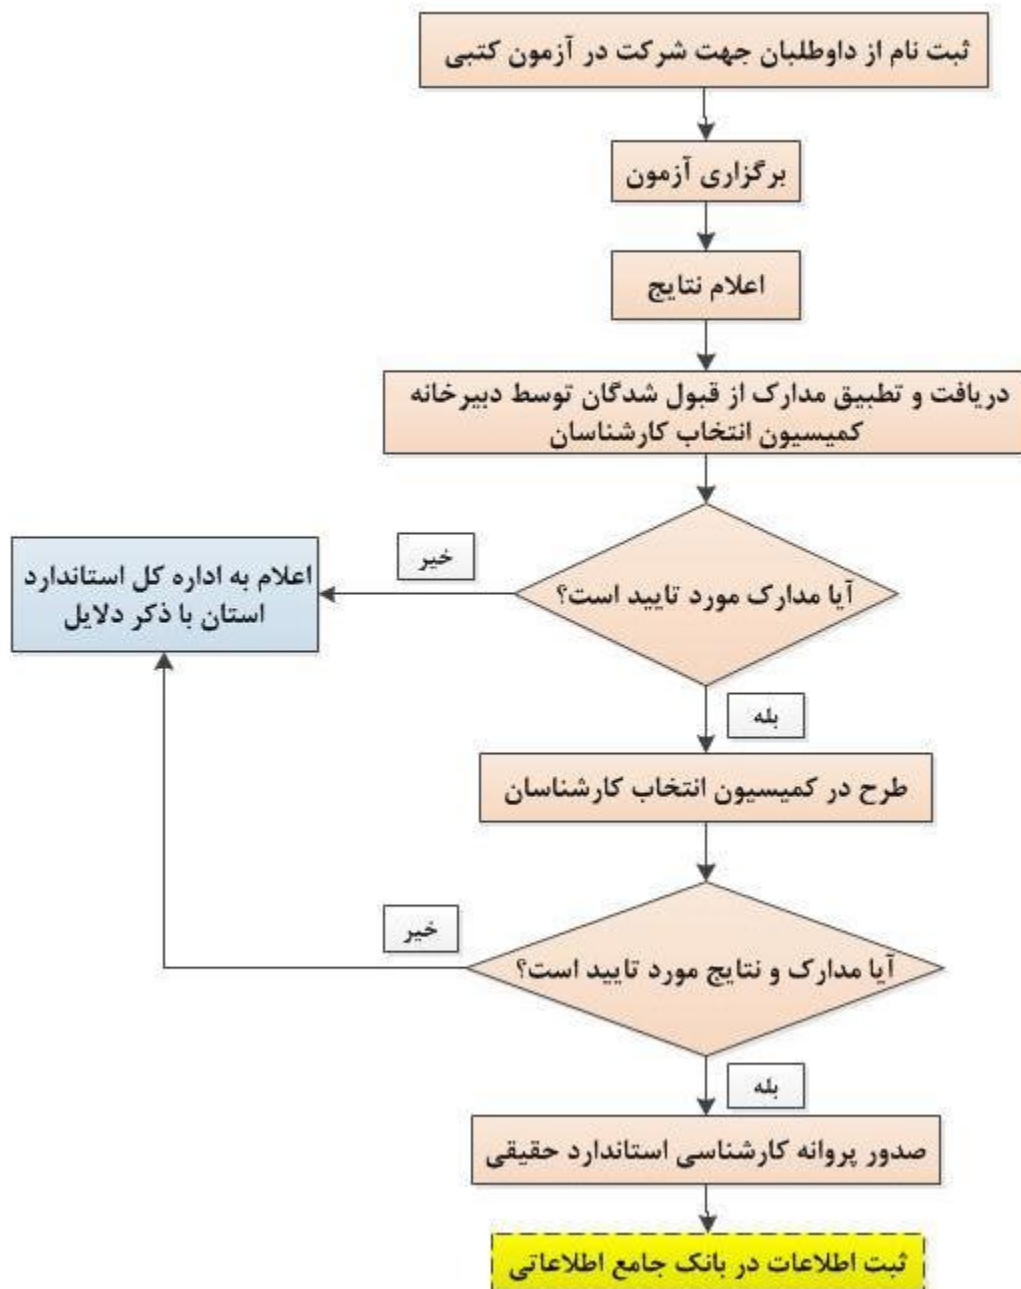 ثبت نام از داوطلبان جهت شرکت در آزمون کتبی
برگزاری آزمون
اعلام نتایج
دریافت و تطبیق مدارک از قبول شدگان توسط دبیرخانه
کمیسیون انتخاب کارشناسان
آیا مدارک مورد تایید است؟
خیر
اعلام به اداره کل استاندارد
استان با ذکر دلایل
بله
طرح در کمیسیون انتخاب کارشناسان
آیا مدارک و نتایج مورد تایید است؟
خیر
بله
صدور پروانه کارشناسی استاندارد حقیقی
ثبت اطلاعات در بانک جامع اطلاعاتی